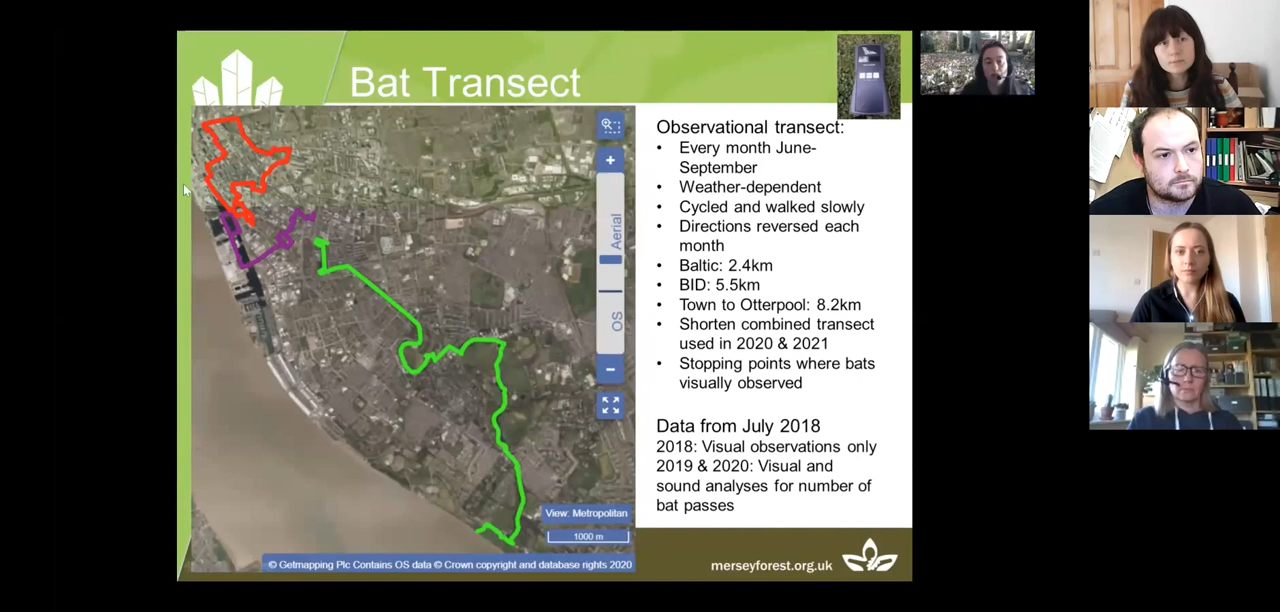 Bat Transect
Aerial
OS
View: Metropolitan
1000 m
© Getmapping Plc Contains OS data © Crown copyright and database rights 2020
Observational transect:
• Every month June-
September
• Weather-dependent
• Cycled and walked slowly
• Directions reversed each
month
• Baltic: 2.4km
• BID: 5.5km
• Town to Otterpool: 8.2km
• Shorten combined transect
used in 2020 & 2021
• Stopping points where bats
visually observed
Data from July 2018
2018: Visual observations only
2019 & 2020: Visual and
sound analyses for number of
bat passes
merseyforest.org.uk